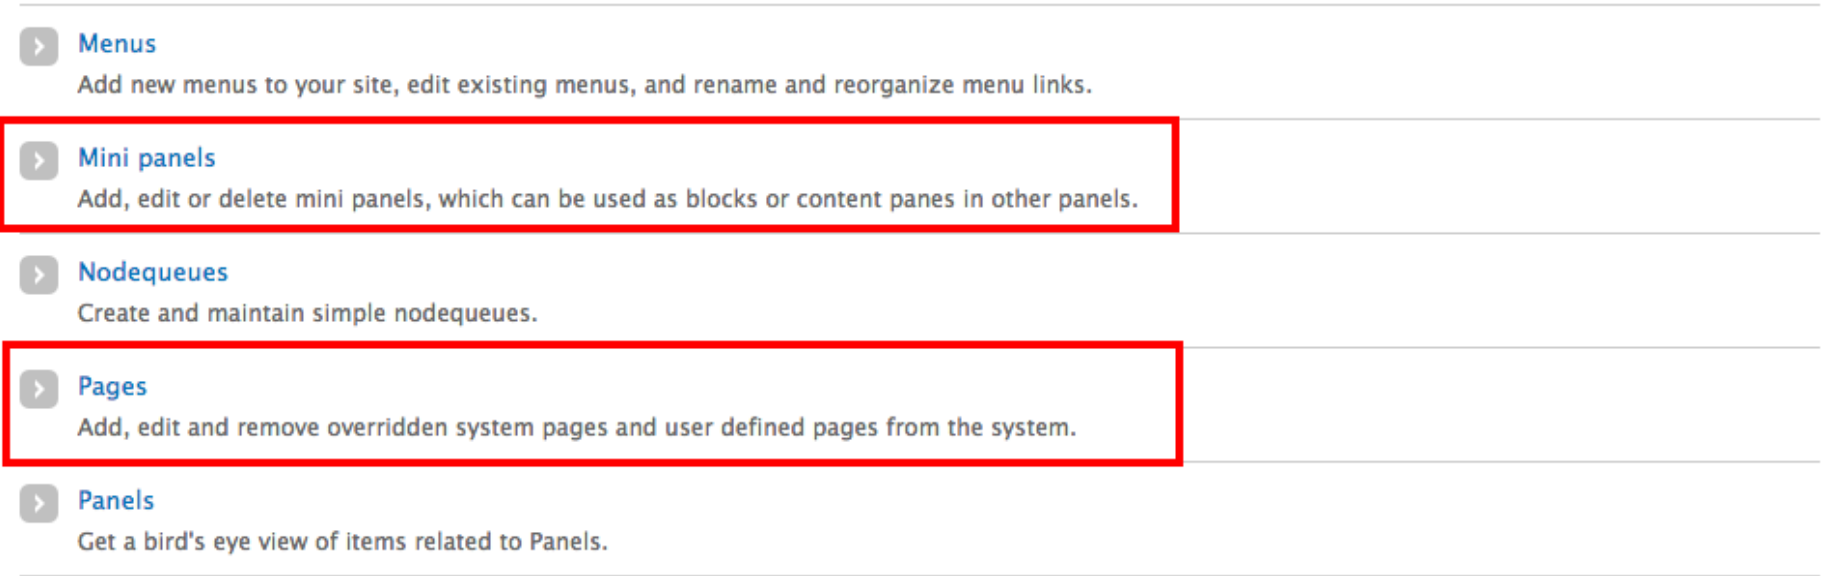 Menus
Add new menus to your site, edit existing menus, and rename and reorganize menu links.
Mini panels
Add, edit or delete mini panels, which can be used as blocks or content panes in other panels.
Nodequeues
Create and maintain simple nodequeues.
Pages
Add, edit and remove overridden system pages and user defined pages from the system.
Panels
Get a bird's eye view of items related to Panels.